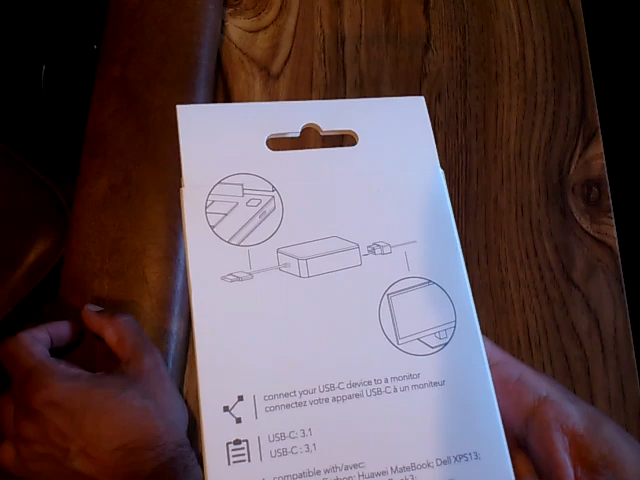 connect your USB-C device to a monitor
connectez votre appareil USB-C à un moniteur
USB-C: 3.1
USB-C : 3,1
compatible with/avec:
Huawei MateBook; Dell XPS13;